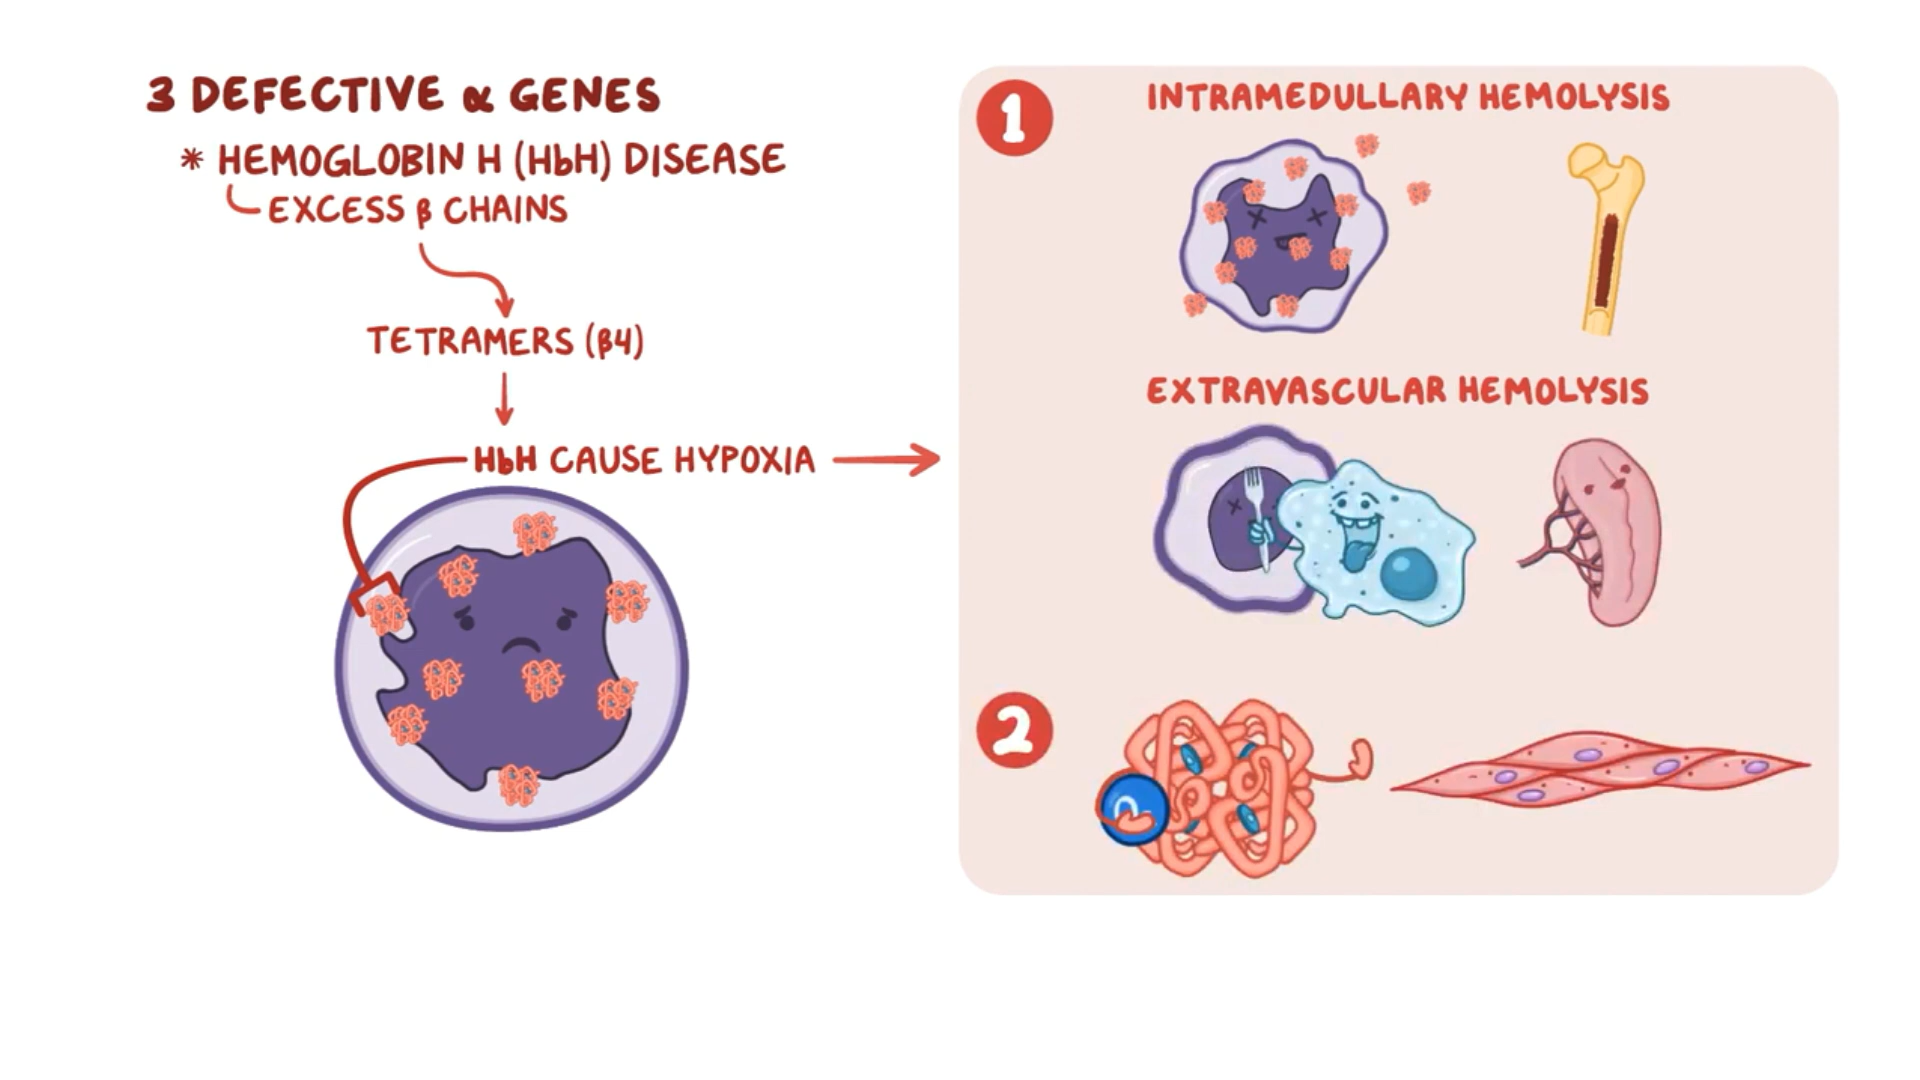 3 DEFECTIVE α GENES
* HEMOGLOBIN H (HbH) DISEASE
EXCESS β CHAINS
TETRAMERS (β4)
HbH CAUSE HYPOXIA
1
INTRAMEDULLARY HEMOLYSIS
EXTRAVASCULAR HEMOLYSIS
2